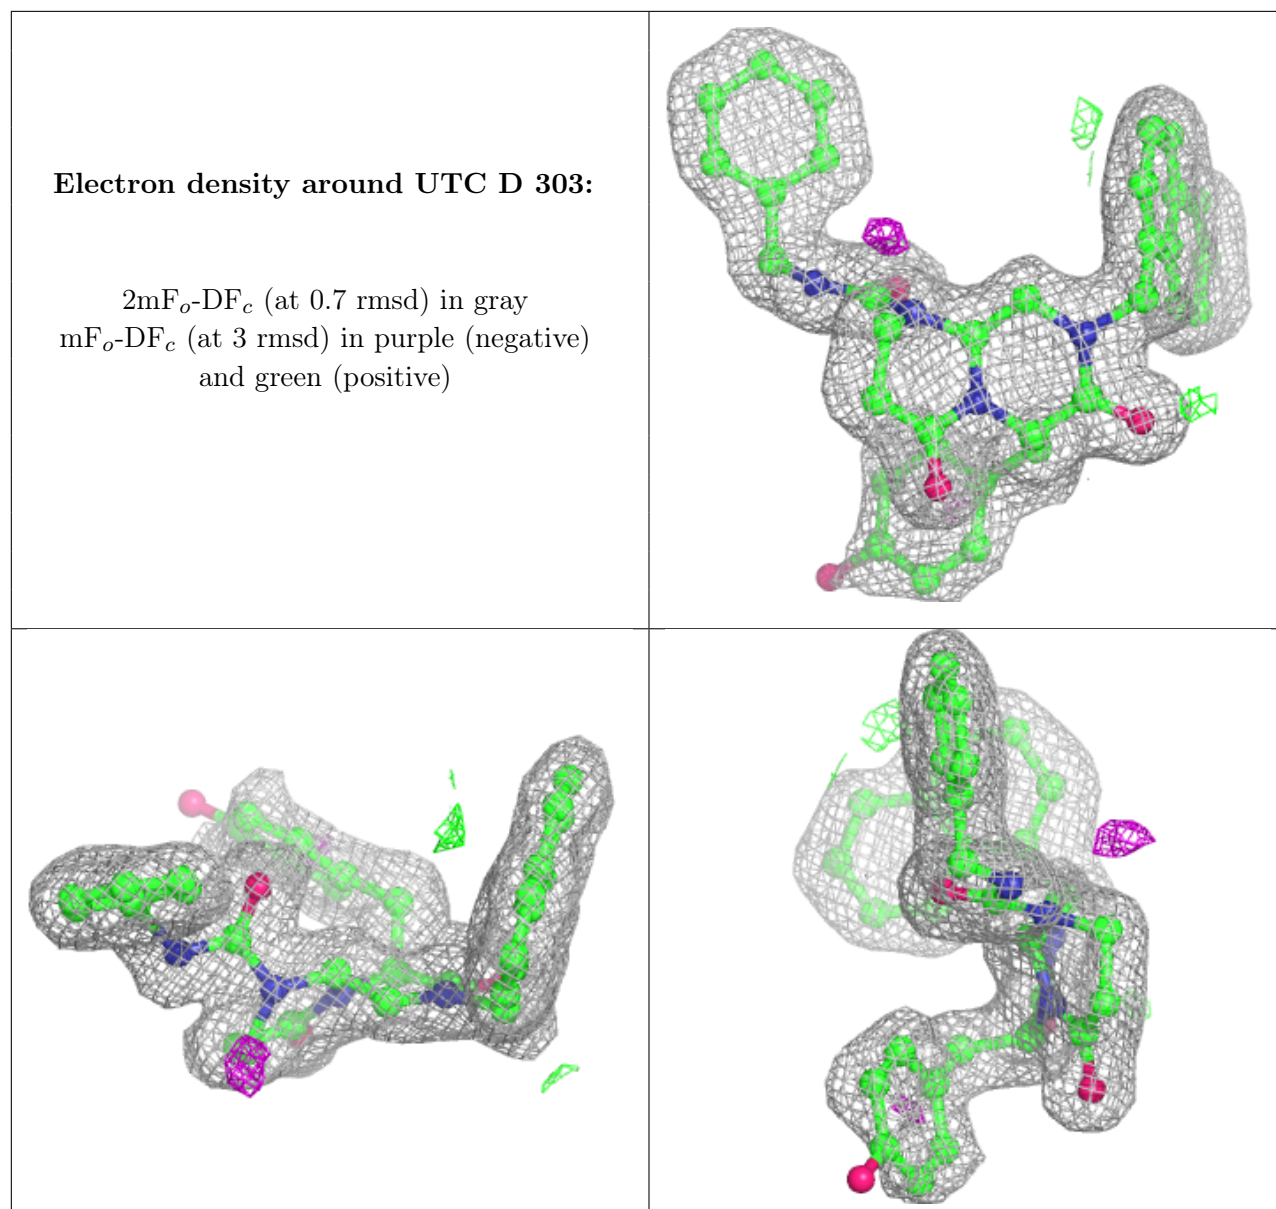 Electron density around UTC D 303:
2mFo-DFc (at 0.7 rmsd) in gray
mFo-DFc (at 3 rmsd) in purple (negative)
and green (positive)